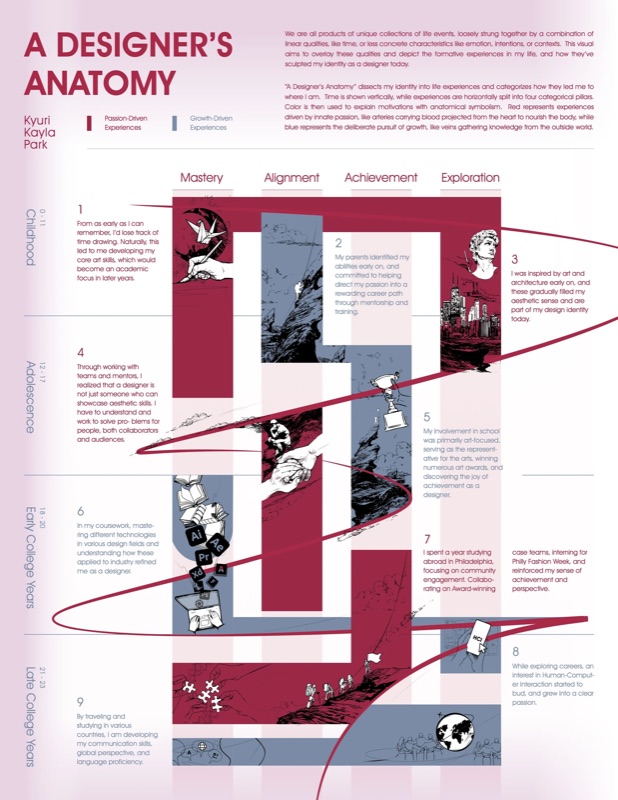 A DESIGNER'S
ANATOMY
Kyuri
Kayla
Park
Passion-Driven
Experiences
Growth-Driven
Experiences
We are all products of unique collections of life events, loosely strung together by a combination of
linear qualities, like time, or less concrete characteristics like emotion, intentions, or contexts. This visual
aims to overlay these qualities and depict the formative experiences in my life, and how they've
sculpted my identity as a designer today.
"A Designer's Anatomy" dissects my identity into life experiences and categorizes how they led me to
where I am. Time is shown vertically, while experiences are horizontally split into four categorical pillars.
Color is then used to explain motivations with anatomical symbolism. Red represents experiences
driven by innate passion, like arteries carrying blood projected from the heart to nourish the body, while
blue represents the deliberate pursuit of growth, like veins gathering knowledge from the outside world.
Mastery
Alignment
Achievement
Exploration
0 - 11
Childhood
1
From as early as I can
remember, I'd lose track of
time drawing. Naturally, this
led to me developing my
core art skills, which would
become an academic
focus in later years.
2
My parents identified my
abilities early on, and
committed to helping
direct my passion into a
rewarding career path
through mentorship and
training.
3
I was inspired by art and
architecture early on, and
these gradually filled my
aesthetic sense and are
part of my design identity
today.
12 - 17
Adolescence
4
Through working with
teams and mentors, I
realized that a designer is
not just someone who can
showcase aesthetic skills. I
have to understand and
work to solve pro- blems for
people, both collaborators
and audiences.
5
My involvement in school
was primarily art-focused,
serving as the represent-
ative for the arts, winning
numerous art awards, and
discovering the joy of
achievement as a
designer.
18 - 20
Early College Years
6
In my coursework, maste-
ring different technologies
in various design fields and
understanding how these
applied to industry refined
me as a designer.
Ai
Ae
Pr
Xd
A
7
I spent a year studying
abroad in Philadelphia,
focusing on community
engagement. Collabo-
rating on Award-winning
case teams, interning for
Philly Fashion Week, and
reinforced my sense of
achievement and
perspective.
HCI
21 - 23
Late College Years
8
While exploring careers, an
interest in Human-Comput-
er Interaction started to
bud, and grew into a clear
passion.
9
By traveling and
studying in various
countries, I am developing
my communication skills,
global perspective, and
language proficiency.